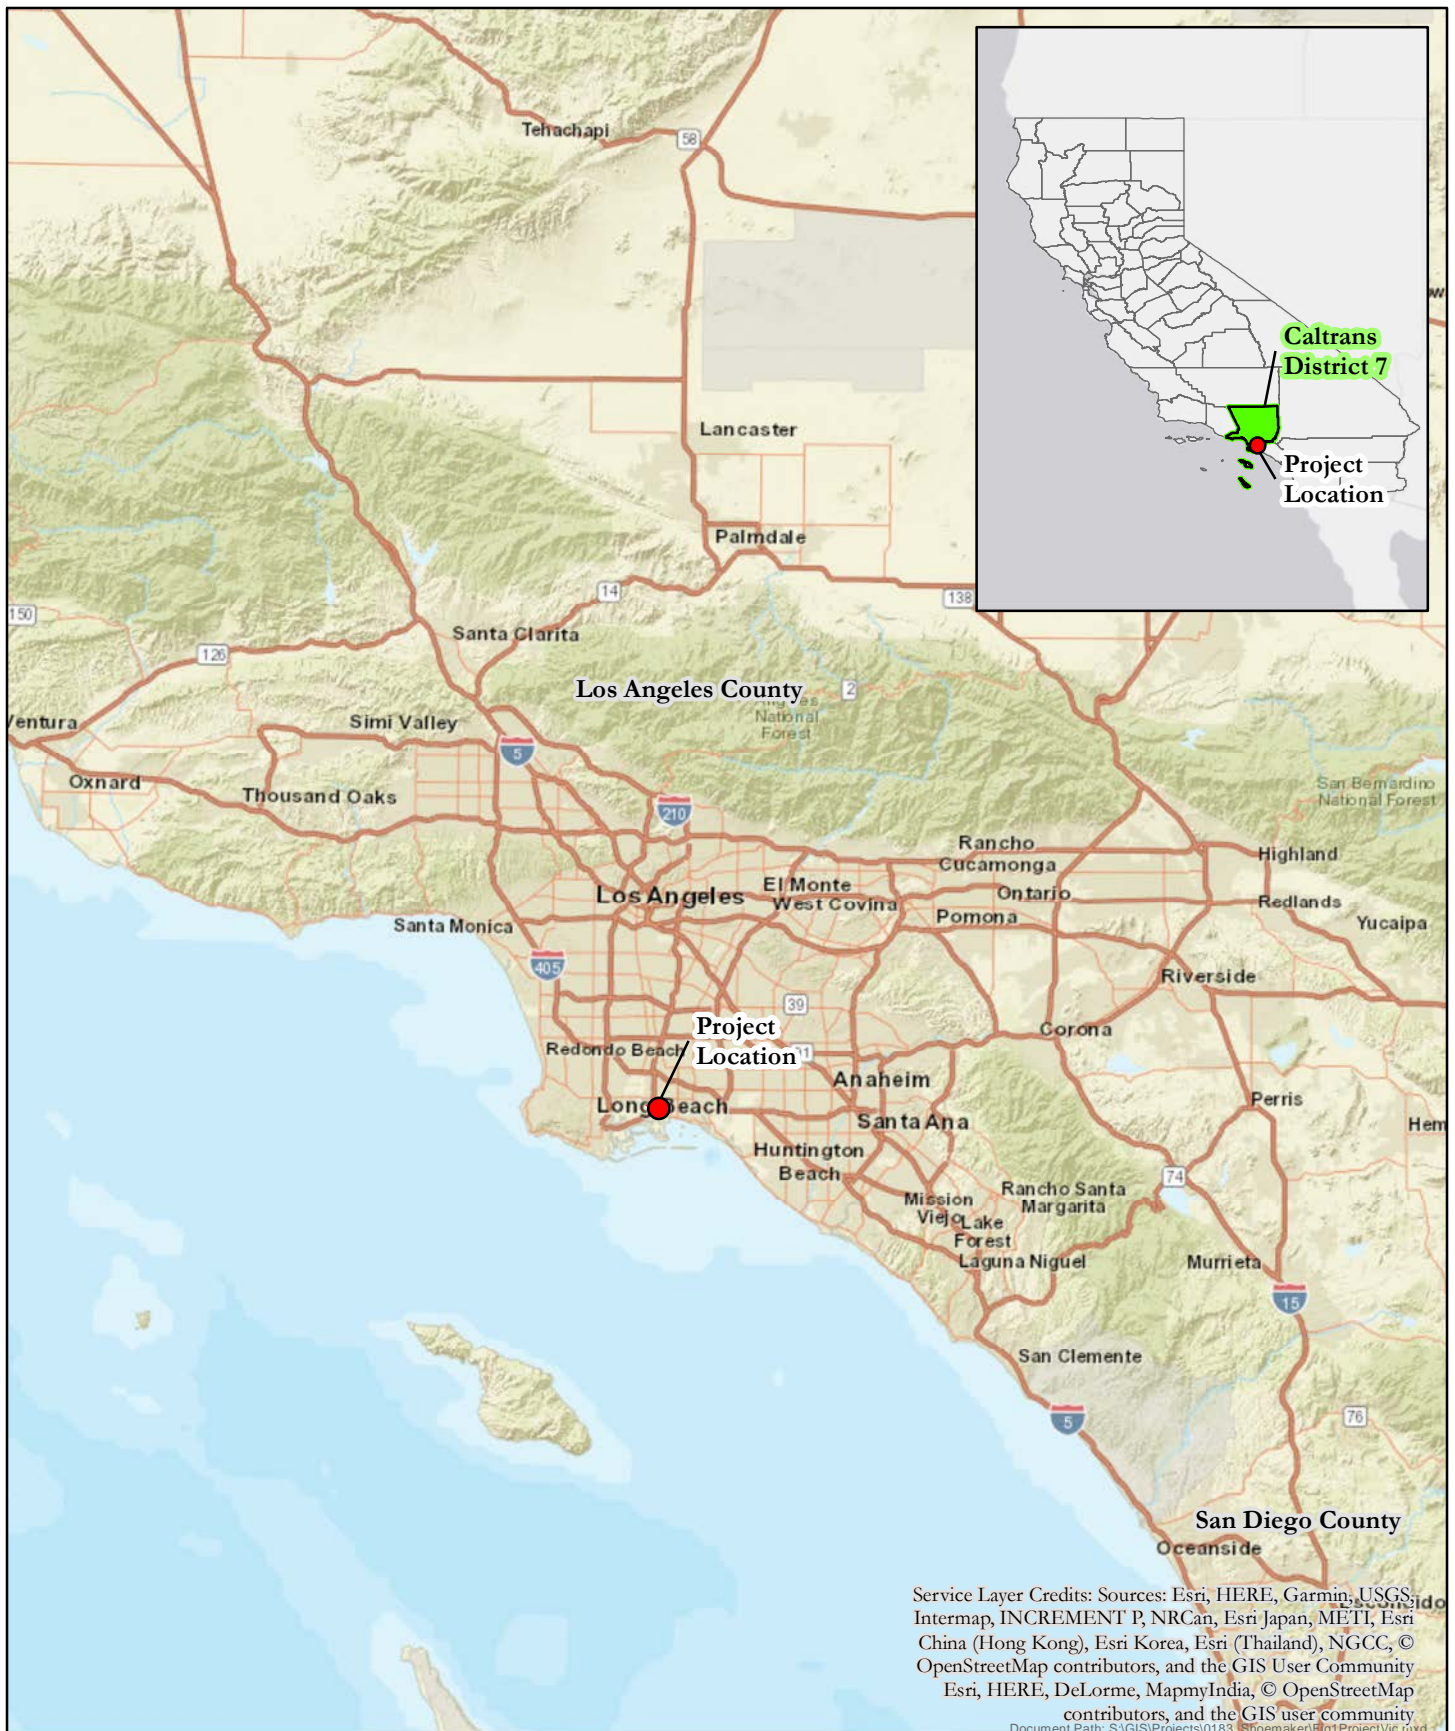 Tehachapi
58
Caltrans
District 7
Project
Location
Lancaster
Palmdale
14
138
150
Santa Clarita
126
Los Angeles County
2
National
Forest
Ventura
Simi Valley
5
Oxnard
Thousand Oaks
210
San Bernardino
National Forest
Rancho
Cucamonga
Highland
Los Angeles
El Monte
West Covina
Ontario
Redlands
Pomona
Yucaipa
Santa Monica
405
Riverside
39
Project
Location
Corona
Redondo Beach
91
Anaheim
Long Beach
Perris
Santa Ana
Hem
Huntington
Beach
74
Mission
Viejo
Rancho Santa
Margarita
Lake
Forest
Laguna Niguel
Murrieta
15
San Clemente
5
76
San Diego County
Oceanside
Escondido
Service Layer Credits: Sources: Esri, HERE, Garmin, USGS,
Intermap, INCREMENT P, NRCan, Esri Japan, METI, Esri
China (Hong Kong), Esri Korea, Esri (Thailand), NGCC, ©
OpenStreetMap contributors, and the GIS User Community
Esri, HERE, DeLorme, MapmyIndia, © OpenStreetMap
contributors, and the GIS user community